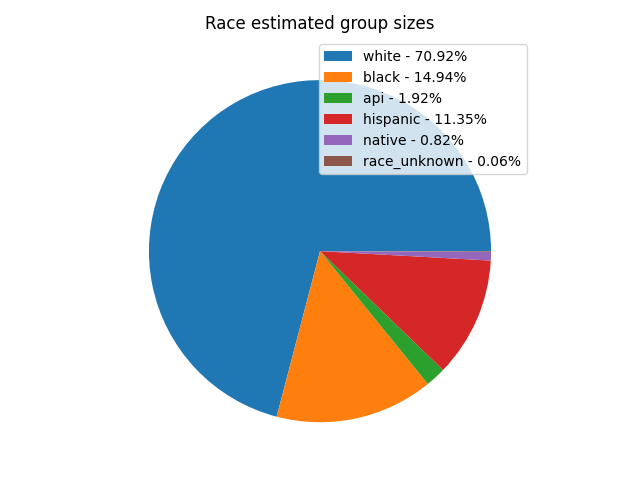 Race estimated group sizes
white - 70.92%
black - 14.94%
api - 1.92%
hispanic - 11.35%
native - 0.82%
race_unknown - 0.06%